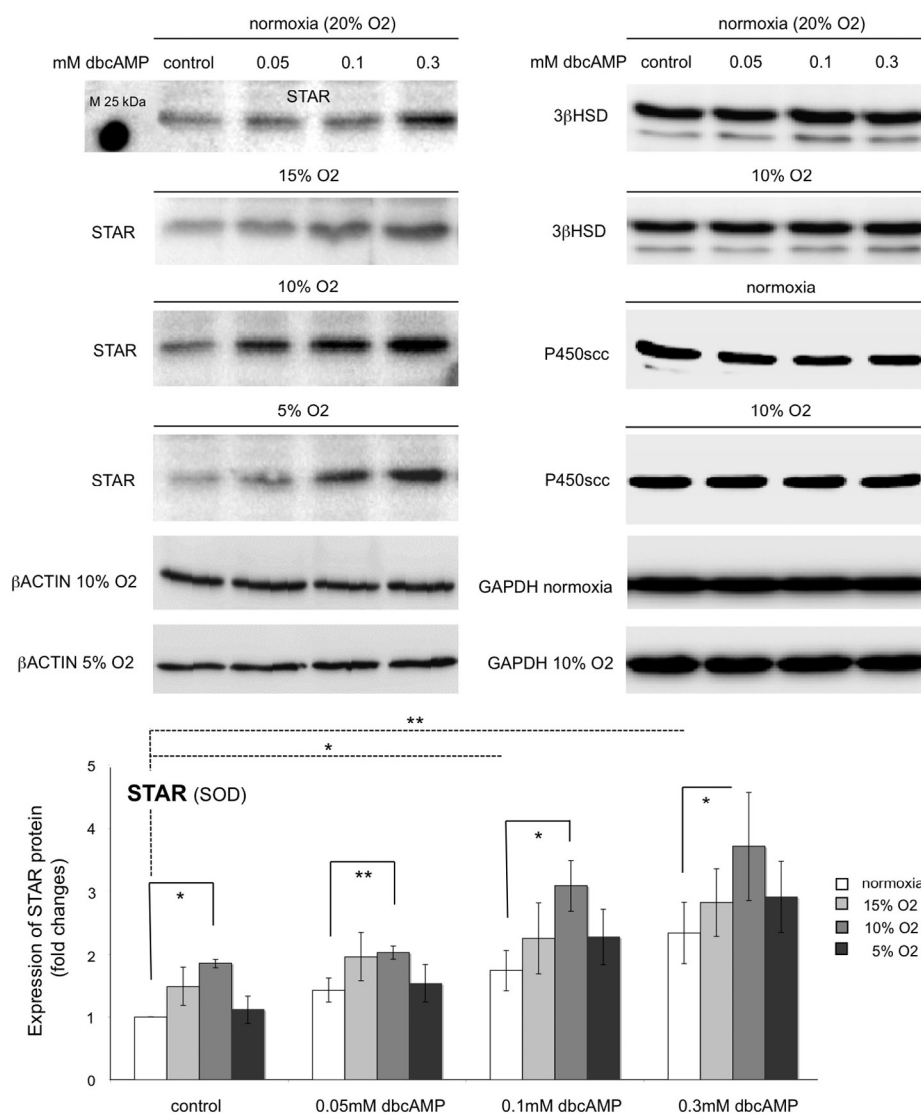 normoxia (20% O2)
mM dbcAMP control 0.05 0.1 0.3
M 25 kDa
STAR
15% O2
STAR
10% O2
STAR
5% O2
STAR
βACTIN 10% O2
βACTIN 5% O2
normoxia (20% O2)
mM dbcAMP control 0.05 0.1 0.3
3βHSD
10% O2
3βHSD
normoxia
P450scc
10% O2
P450scc
GAPDH normoxia
GAPDH 10% O2
**
*
STAR (SOD)
Expression of STAR protein
(fold changes)
5
4
3
2
1
0
*
**
*
*
normoxia
15% O2
10% O2
5% O2
control 0.05mM dbcAMP 0.1mM dbcAMP 0.3mM dbcAMP